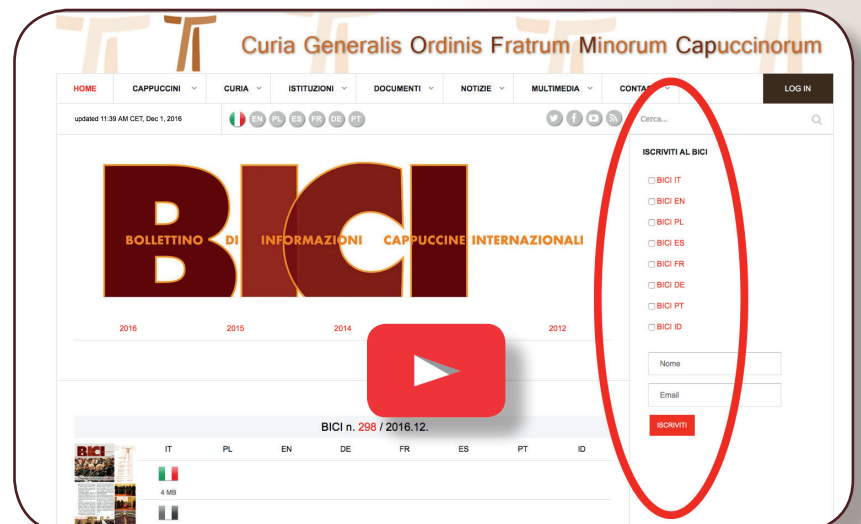 Curia Generalis Ordinis Fratrum Minorum Capuccinorum
HOME CAPPUCCINI CURIA ISTITUZIONI DOCUMENTI NOTIZIE MULTIMEDIA LOG IN
updated 11:39 AM CET, Dec 1, 2016 EN PL ES FR DE PT Cerca...
ISCRIVITI AL BICI
BICI IT
BICI EN
BICI PL
BICI ES
BICI FR
BICI DE
BICI PT
BICI ID
Nome
Email
ISCRIVITI
BICI
BOLLETTINO DI INFORMAZIONI CAPPUCCINE INTERNAZIONALI
2016 2015 2014 2012
BICI n. 298 / 2016.12.
IT PL EN DE FR ES PT ID
BICI
4 MB